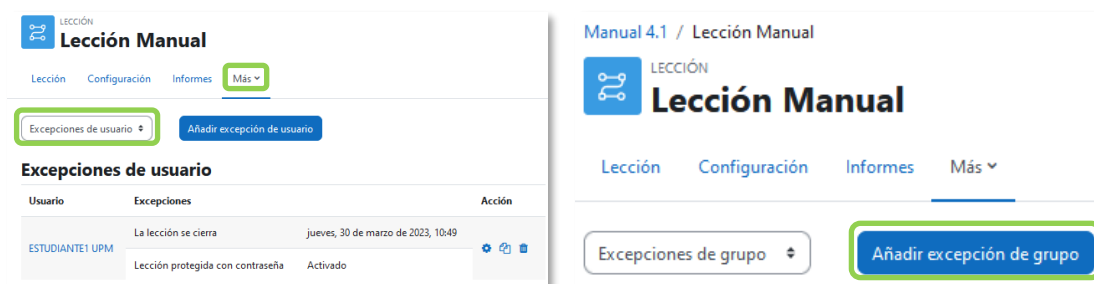 LECCIÓN
Lección Manual
Lección Configuración Informes Más
Excepciones de usuario Añadir excepción de usuario
Excepciones de usuario
Usuario Excepciones Acción
La lección se cierra jueves, 30 de marzo de 2023, 10:49
ESTUDIANTE1 UPM
Lección protegida con contraseña Activado
Manual 4.1 / Lección Manual
LECCIÓN
Lección Manual
Lección Configuración Informes Más
Excepciones de grupo Añadir excepción de grupo